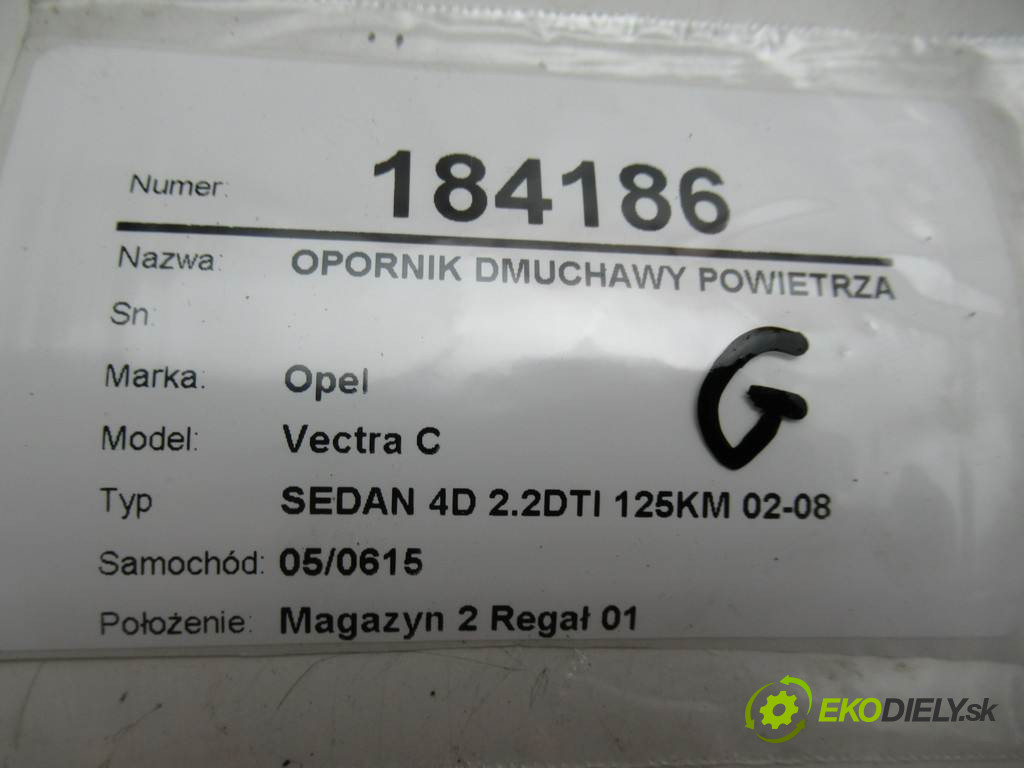 Numer: 184186
Nazwa: OPORNIK DMUCHAWY POWIETRZA
Sn:
G
Marka: Opel
Model: Vectra C
Typ SEDAN 4D 2.2DTI 125KM 02-08
Samochód: 05/0615
Położenie: Magazyn 2 Regał 01
EKODIELY.sk